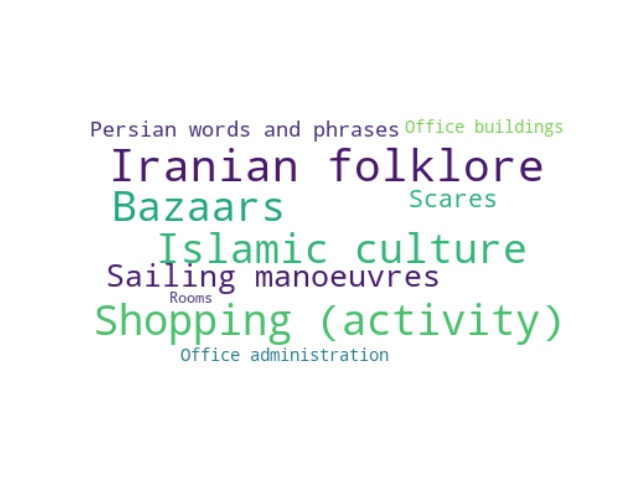 Persian words and phrases
Office buildings
Iranian folklore
Scares
Bazaars
Islamic culture
Sailing manoeuvres
Rooms
Shopping (activity)
Office administration